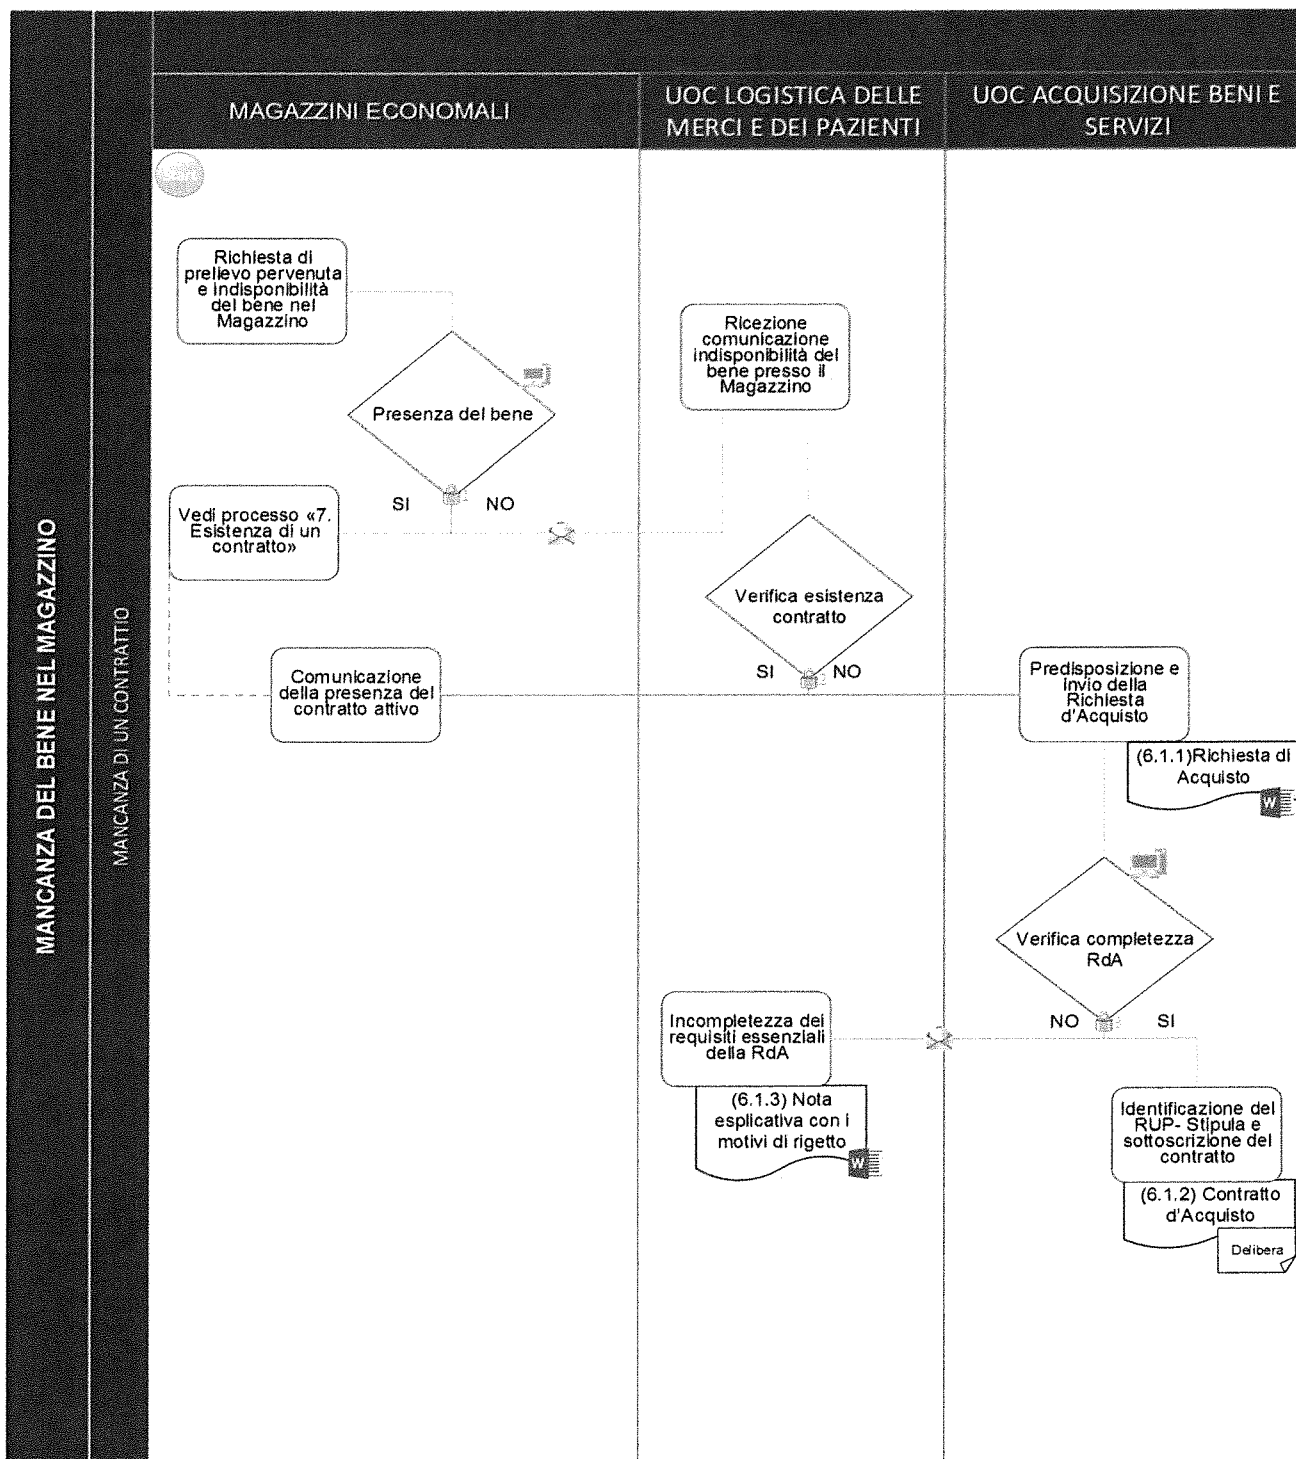 MANCANZA DEL BENE NEL MAGAZZINO
MANCANZA DI UN CONTRATTIO
MAGAZZINI ECONOMALI
UOC LOGISTICA DELLE
MERCI E DEI PAZIENTI
UOC ACQUISIZIONE BENI E
SERVIZI
Richiesta di
prelievo pervenuta
e indisponibilità
del bene nel
Magazzino
Presenza del bene
SI
NO
Ricezione
comunicazione
indisponibilità del
bene presso il
Magazzino
Vedi processo «7.
Esistenza di un
contratto»
Verifica esistenza
contratto
SI
NO
Comunicazione
della presenza del
contratto attivo
Predisposizione e
invio della
Richiesta
d'Acquisto
(6.1.1)Richiesta di
Acquisto
W
Verifica completezza
RdA
NO
SI
Incompletezza dei
requisiti essenziali
della RdA
(6.1.3) Nota
esplicativa con i
motivi di rigetto
W
Identificazione del
RUP- Stipula e
sottoscrizione del
contratto
(6.1.2) Contratto
d'Acquisto
Delibera